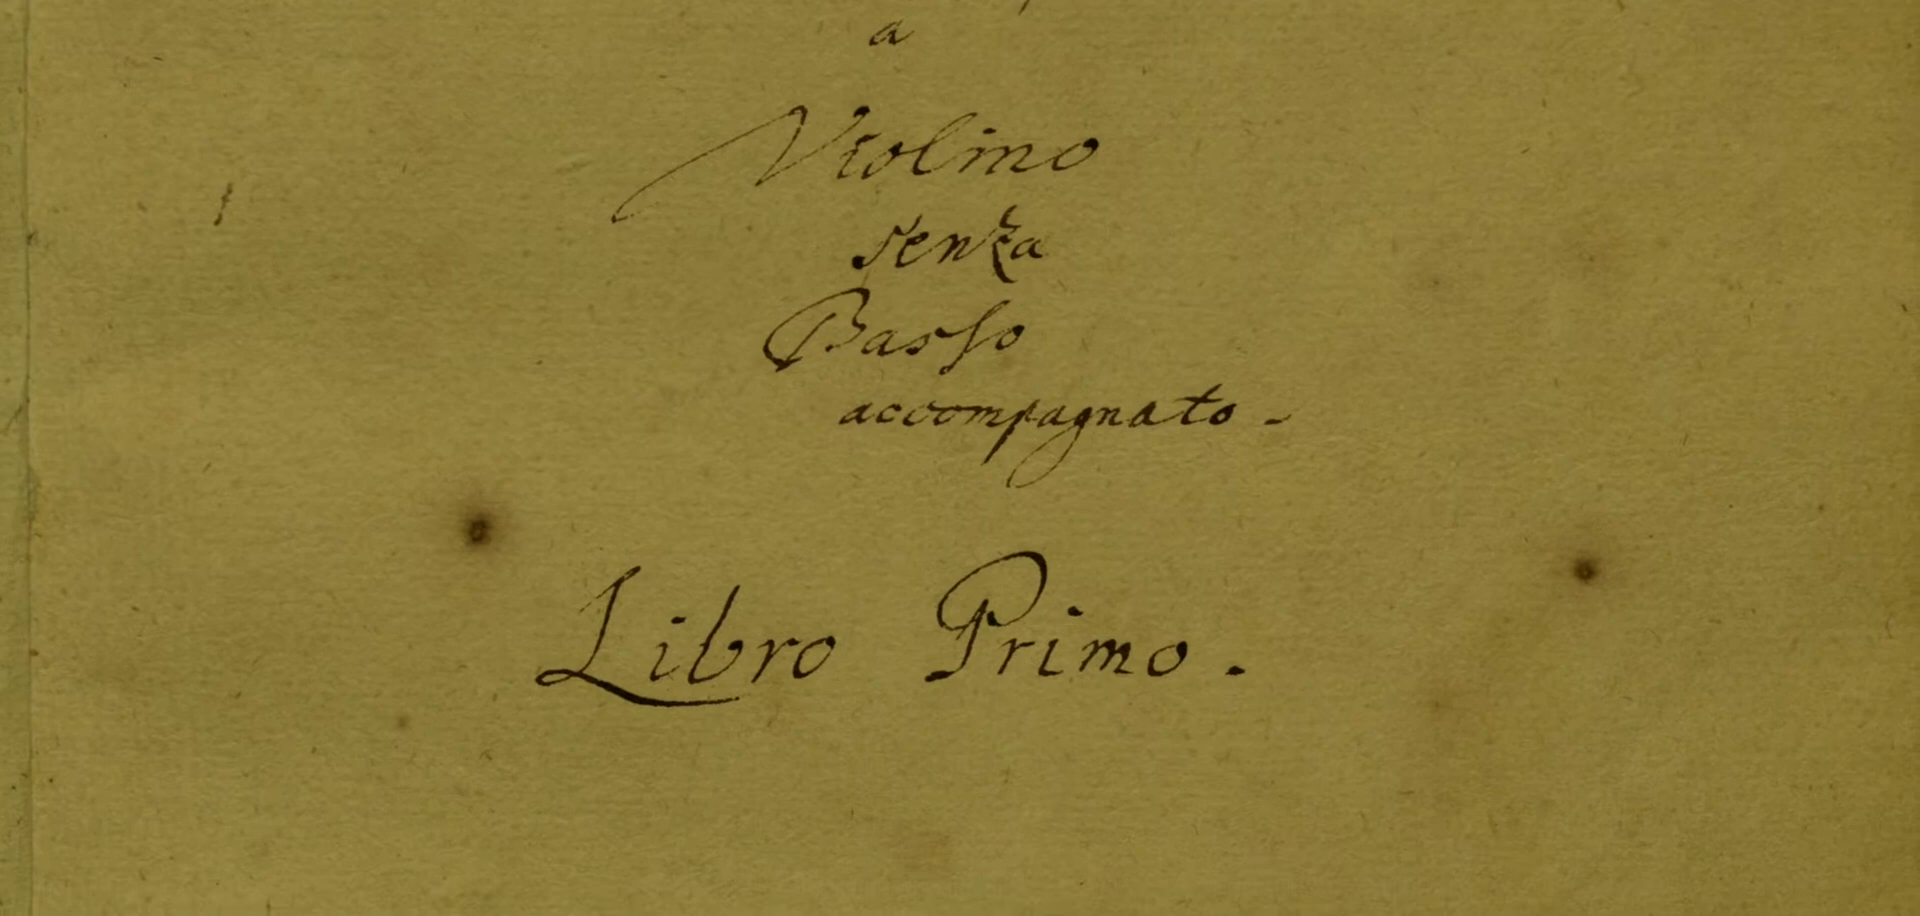 a
Violino
senza
Basso
accompagnato.
Libro Primo.